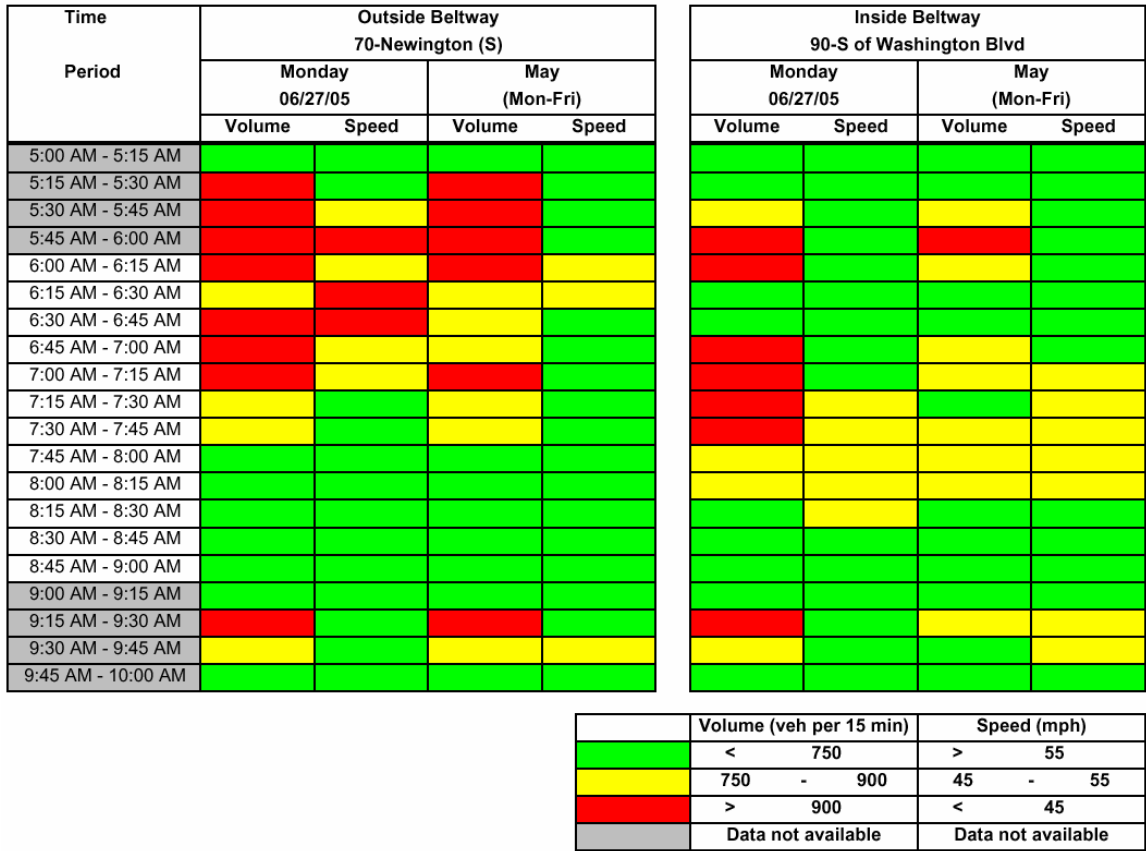 Time Outside Beltway Inside Beltway
70-Newington (S) 90-S of Washington Blvd
Period Monday May Monday May
06/27/05 (Mon-Fri) 06/27/05 (Mon-Fri)
Volume Speed Volume Speed Volume Speed Volume Speed
5:00 AM - 5:15 AM
5:15 AM - 5:30 AM
5:30 AM - 5:45 AM
5:45 AM - 6:00 AM
6:00 AM - 6:15 AM
6:15 AM - 6:30 AM
6:30 AM - 6:45 AM
6:45 AM - 7:00 AM
7:00 AM - 7:15 AM
7:15 AM - 7:30 AM
7:30 AM - 7:45 AM
7:45 AM - 8:00 AM
8:00 AM - 8:15 AM
8:15 AM - 8:30 AM
8:30 AM - 8:45 AM
8:45 AM - 9:00 AM
9:00 AM - 9:15 AM
9:15 AM - 9:30 AM
9:30 AM - 9:45 AM
9:45 AM - 10:00 AM
Volume (veh per 15 min) Speed (mph)
< 750 > 55
750 - 900 45 - 55
> 900 < 45
Data not available Data not available